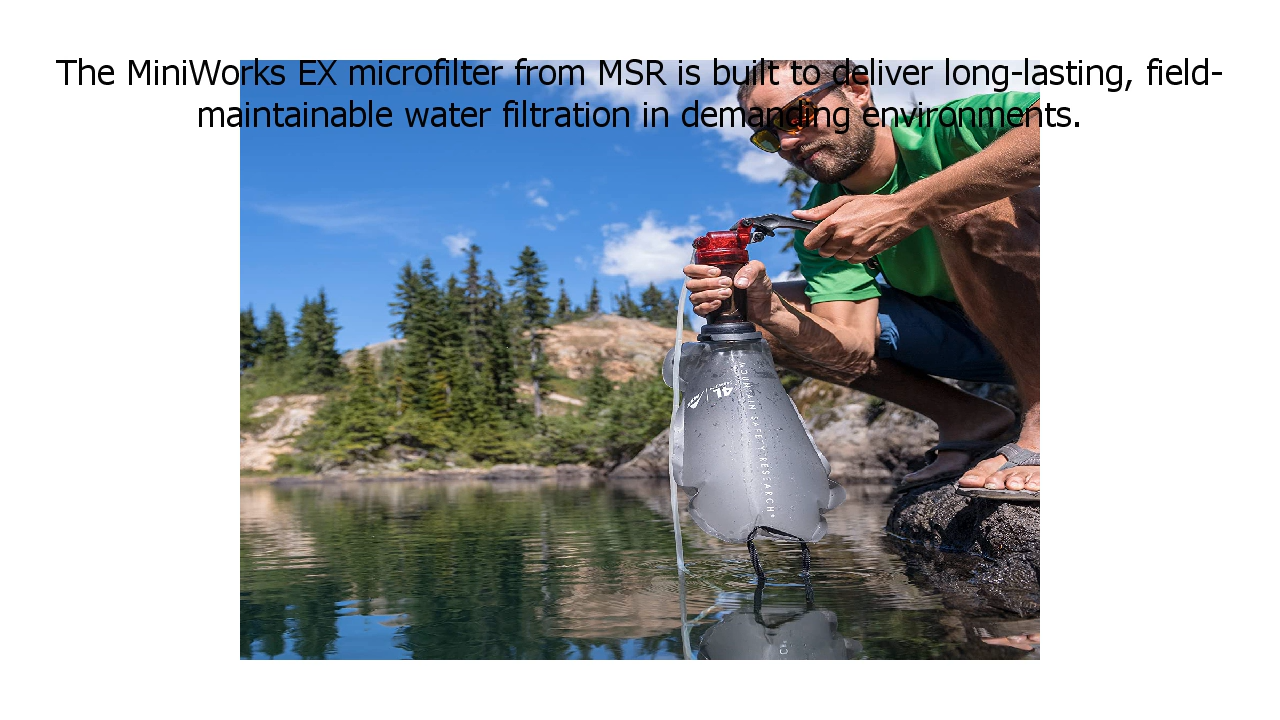 The MiniWorks EX microfilter from MSR is built to deliver long-lasting, field-
maintainable water filtration in demanding environments.
4L
MOUNTAIN SAFETY RESEARCH®